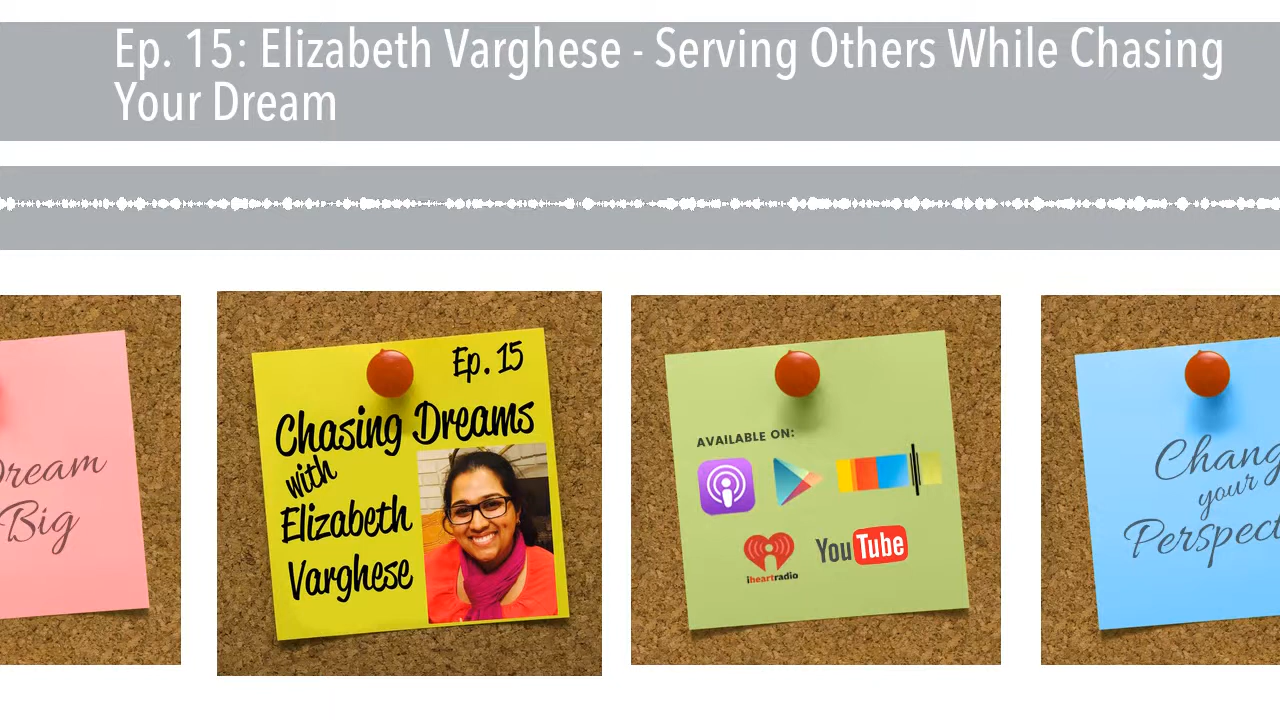 Ep. 15: Elizabeth Varghese - Serving Others While Chasing
Your Dream
Dream
Big
Ep. 15
Chasing Dreams
with
Elizabeth
Varghese
AVAILABLE ON:
iheartradio
YouTube
Chang
your
Perspect